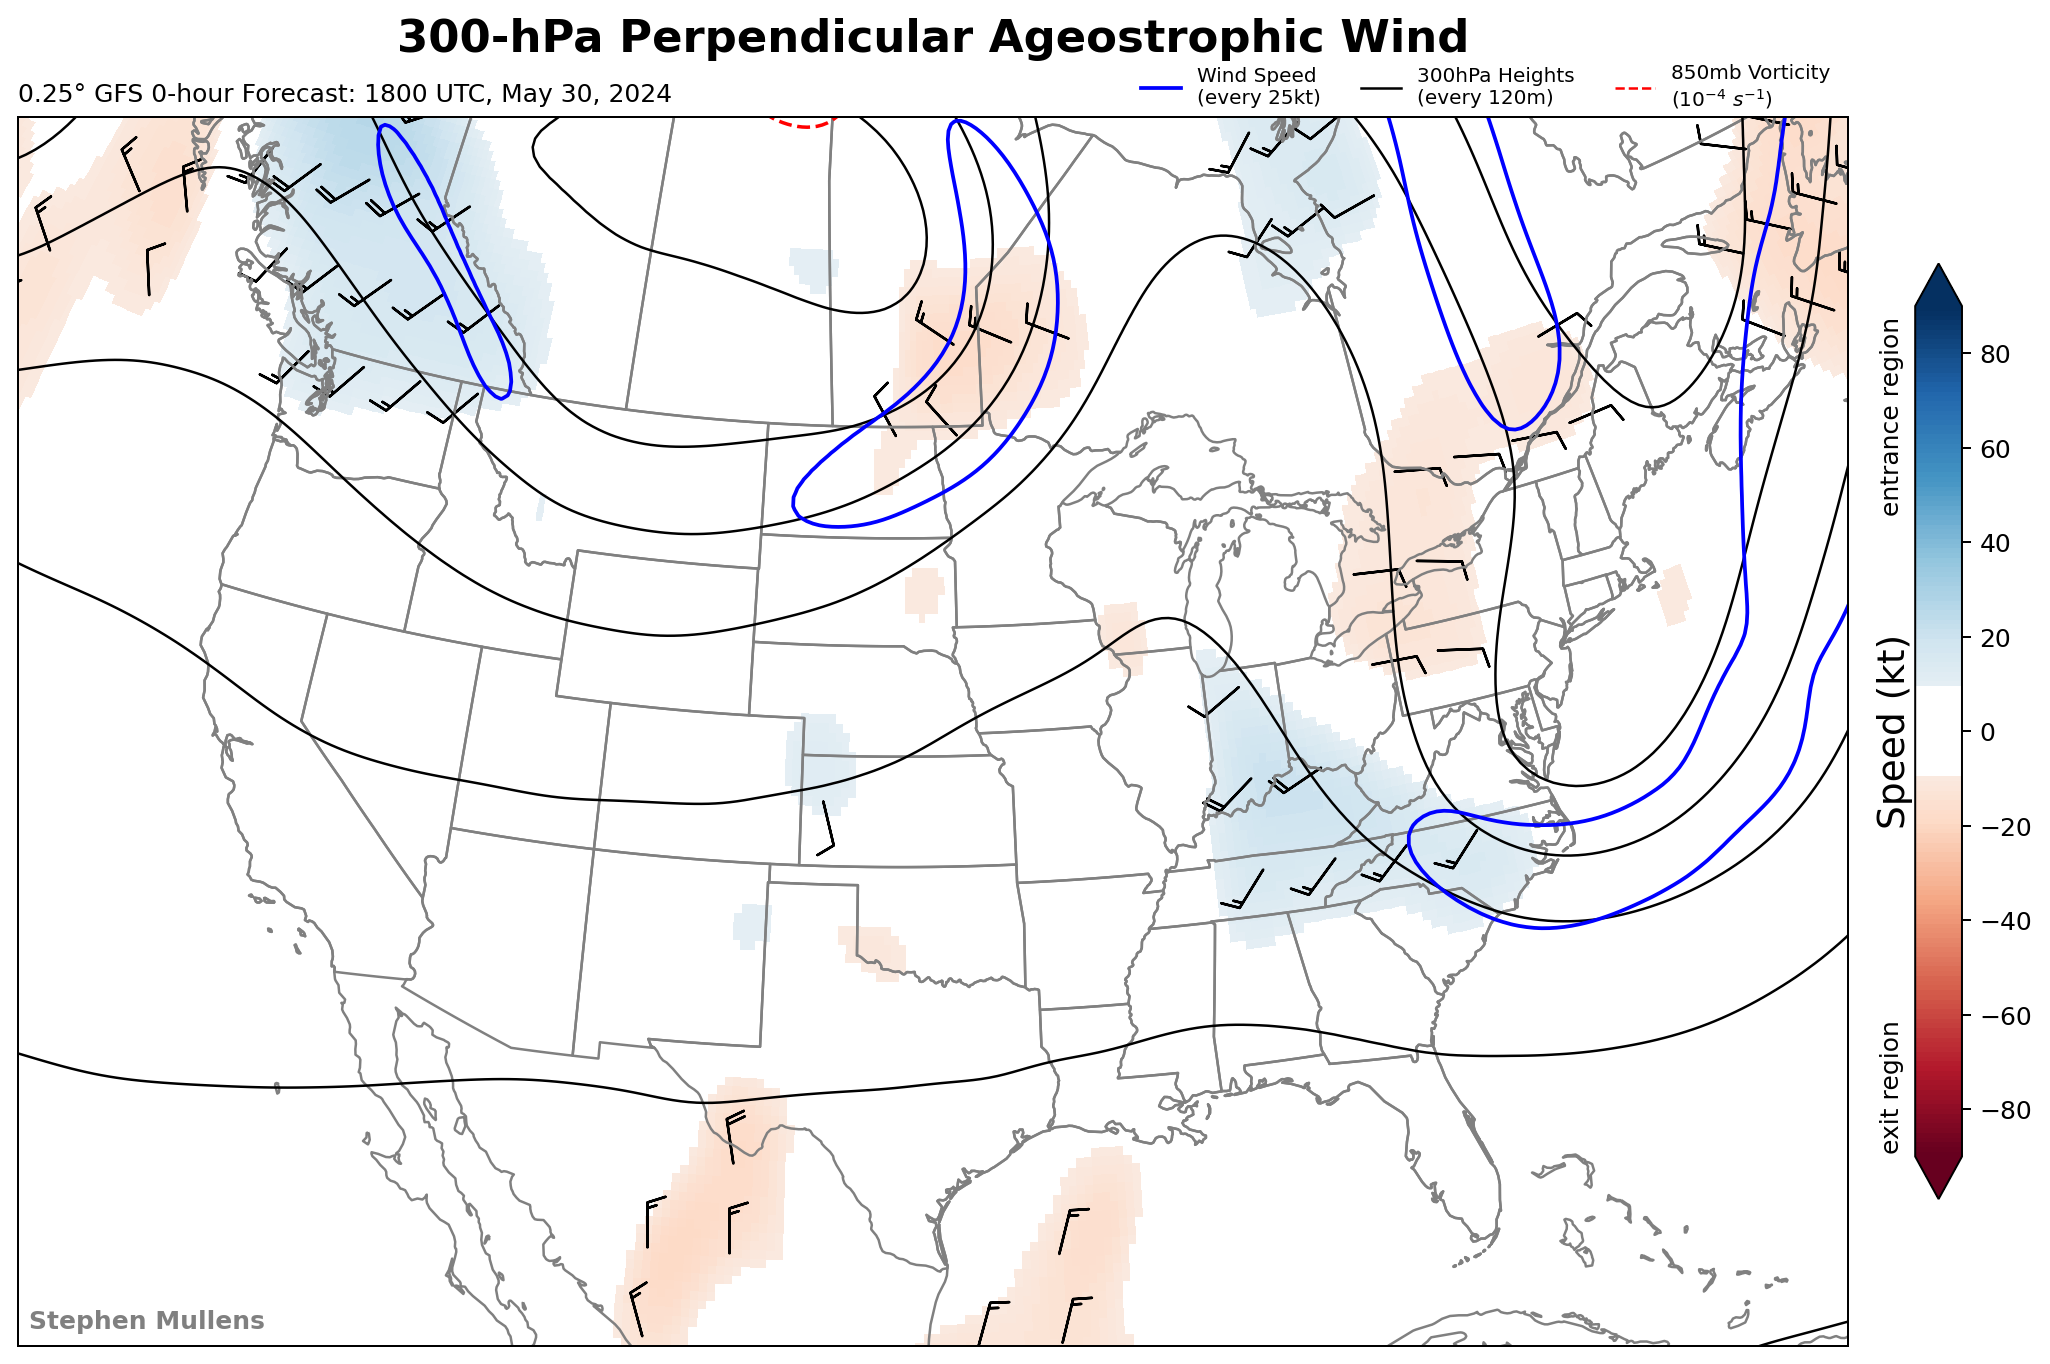 300-hPa Perpendicular Ageostrophic Wind
0.25° GFS 0-hour Forecast: 1800 UTC, May 30, 2024
Wind Speed
(every 25kt)
300hPa Heights
(every 120m)
850mb Vorticity
(10⁻⁴ s⁻¹)
entrance region
Speed (kt)
exit region
80
60
40
20
0
−20
−40
−60
−80
Stephen Mullens